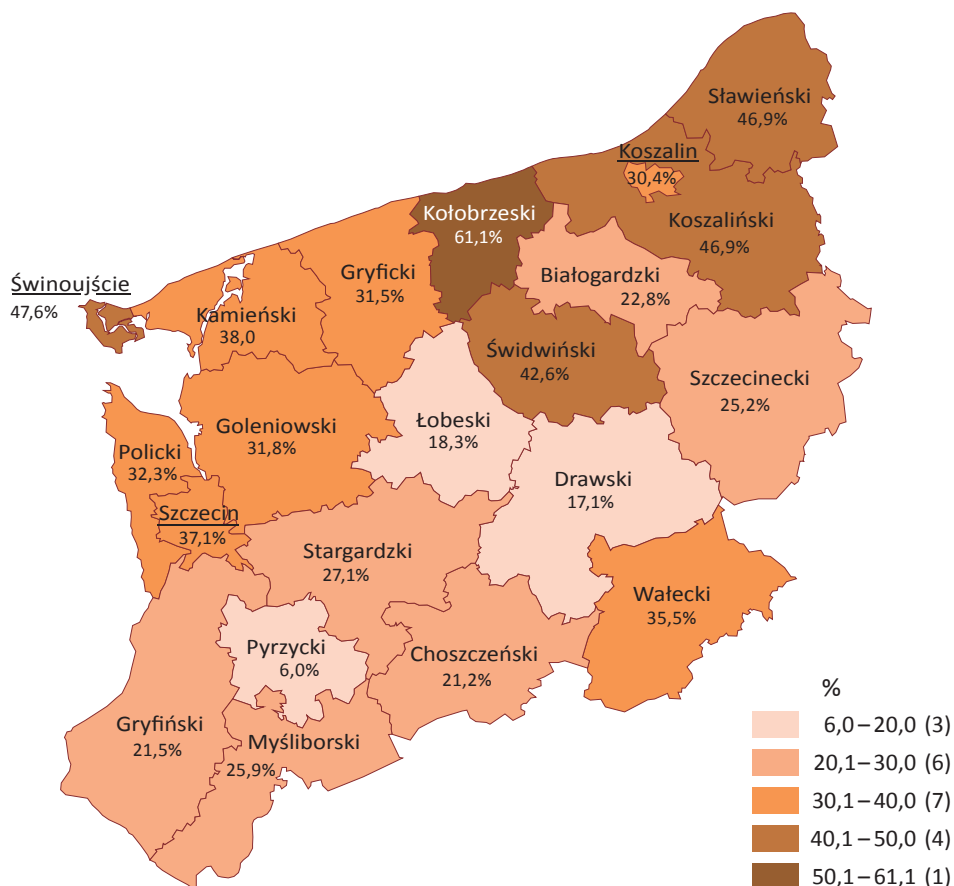 Sławieński
46,9%
Koszalin
30,4%
Kołobrzeski
61,1%
Koszaliński
46,9%
Gryficki
31,5%
Białogardzki
22,8%
Świnoujście
47,6%
Kamieński
38,0
Świdwiński
42,6%
Szczecinecki
25,2%
Łobeski
18,3%
Goleniowski
31,8%
Policki
32,3%
Drawski
17,1%
Szczecin
37,1%
Stargardzki
27,1%
Wałecki
35,5%
Pyrzycki
6,0%
Choszczeński
21,2%
Gryfiński
21,5%
Myśliborski
25,9%
%
6,0–20,0 (3)
20,1–30,0 (6)
30,1–40,0 (7)
40,1–50,0 (4)
50,1–61,1 (1)